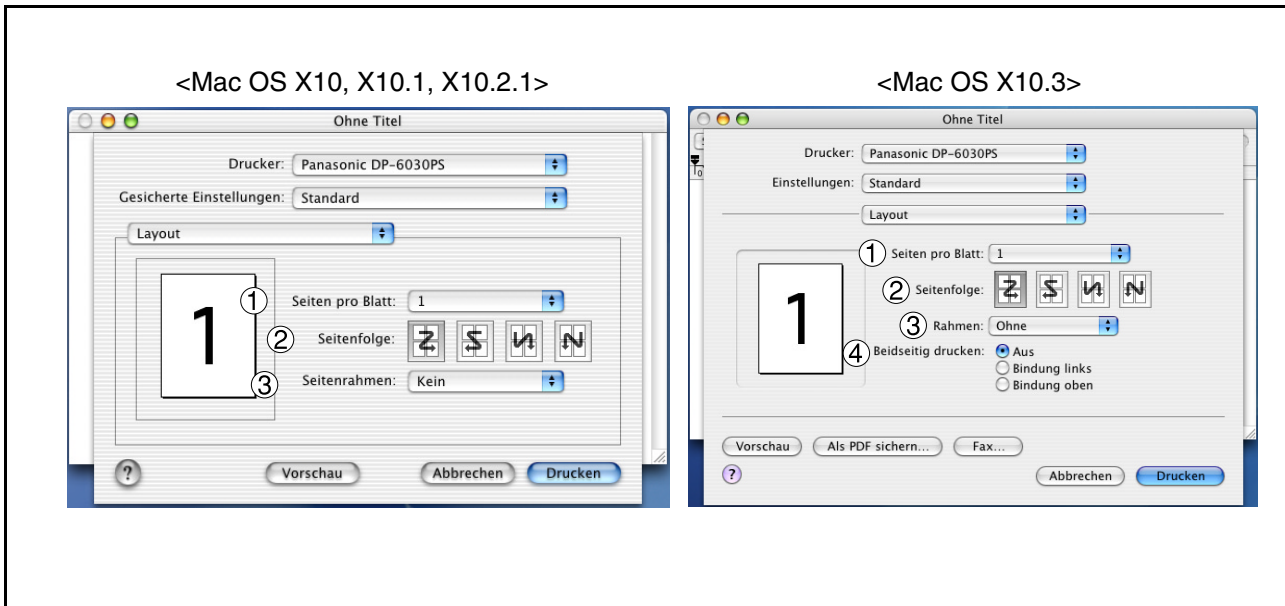 <Mac OS X10, X10.1, X10.2.1>
Ohne Titel
Drucker: Panasonic DP-6030PS
Gesicherte Einstellungen: Standard
Layout
1
① Seiten pro Blatt: 1
② Seitenfolge:
③ Seitenrahmen: Kein
? Vorschau Abbrechen Drucken
<Mac OS X10.3>
Ohne Titel
Drucker: Panasonic DP-6030PS
Einstellungen: Standard
Layout
1
① Seiten pro Blatt: 1
② Seitenfolge:
③ Rahmen: Ohne
④ Beidseitig drucken: Aus
Bindung links
Bindung oben
Vorschau Als PDF sichern... Fax...
? Abbrechen Drucken